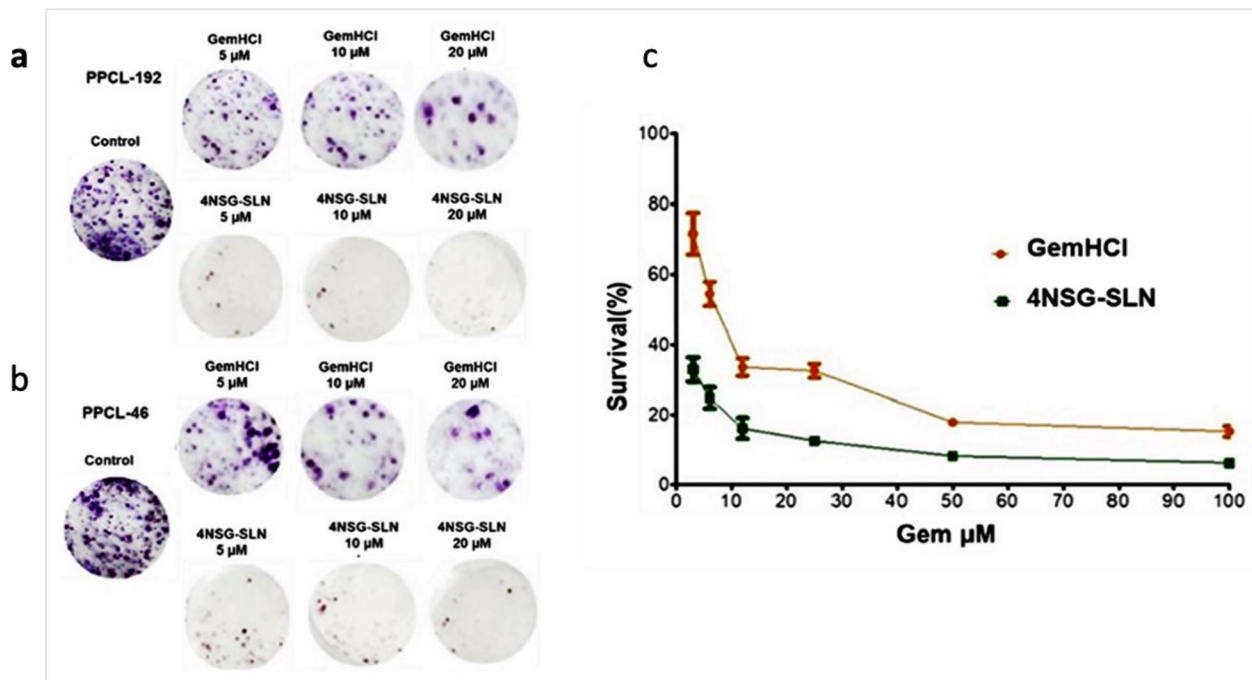 a
PPCL-192
Control
GemHCl
5 µM
GemHCl
10 µM
GemHCl
20 µM
4NSG-SLN
5 µM
4NSG-SLN
10 µM
4NSG-SLN
20 µM
b
PPCL-46
Control
GemHCl
5 µM
GemHCl
10 µM
GemHCl
20 µM
4NSG-SLN
5 µM
4NSG-SLN
10 µM
4NSG-SLN
20 µM
c
Survival(%)
100
80
60
40
20
0
GemHCl
4NSG-SLN
0 10 20 30 40 50 60 70 80 90 100
Gem µM